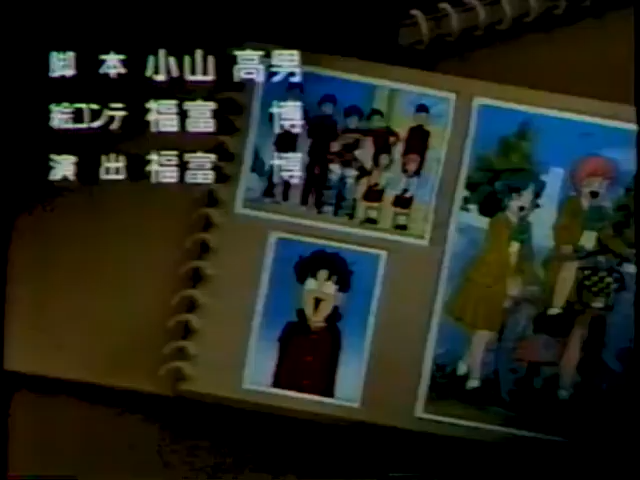 脚本 小山 高男
絵コンテ 福富 博
演出 福富 博